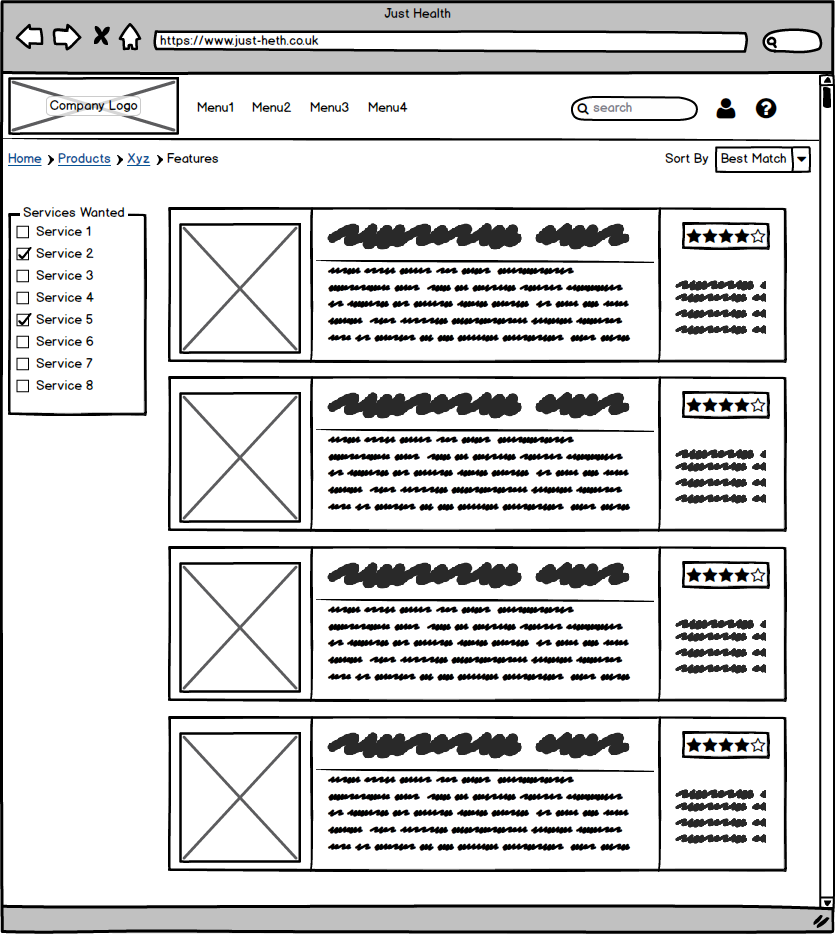 Just Health
https://www.just-heth.co.uk
Company Logo
Menu1 Menu2 Menu3 Menu4
search
Home Products Xyz Features
Sort By Best Match
Services Wanted
Service 1
Service 2
Service 3
Service 4
Service 5
Service 6
Service 7
Service 8